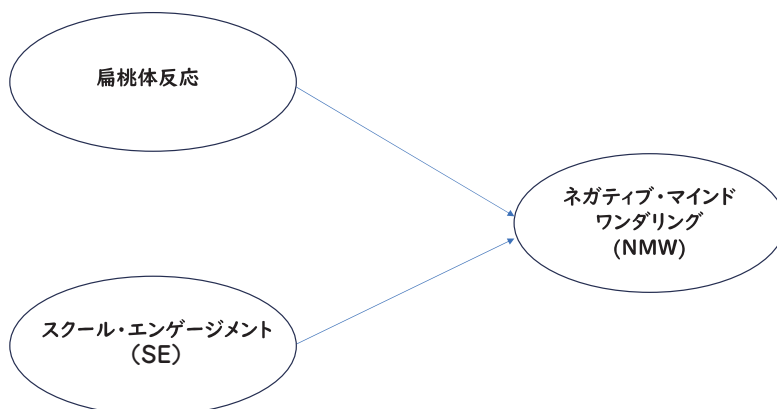 扁桃体反応
ネガティブ・マインド
ワンダリング
(NMW)
スクール・エンゲージメント
(SE)